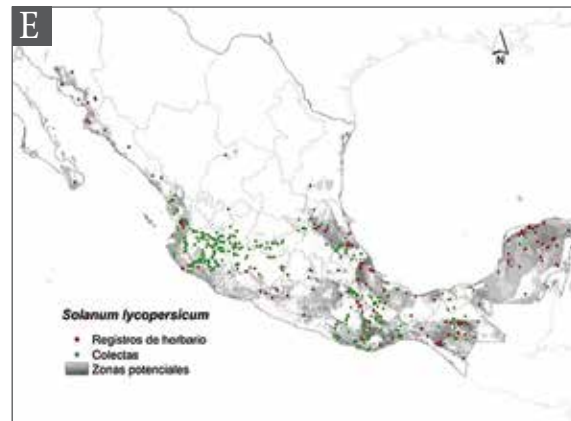 E
N
Solanum lycopersicum
Registros de herbario
Colectas
Zonas potenciales